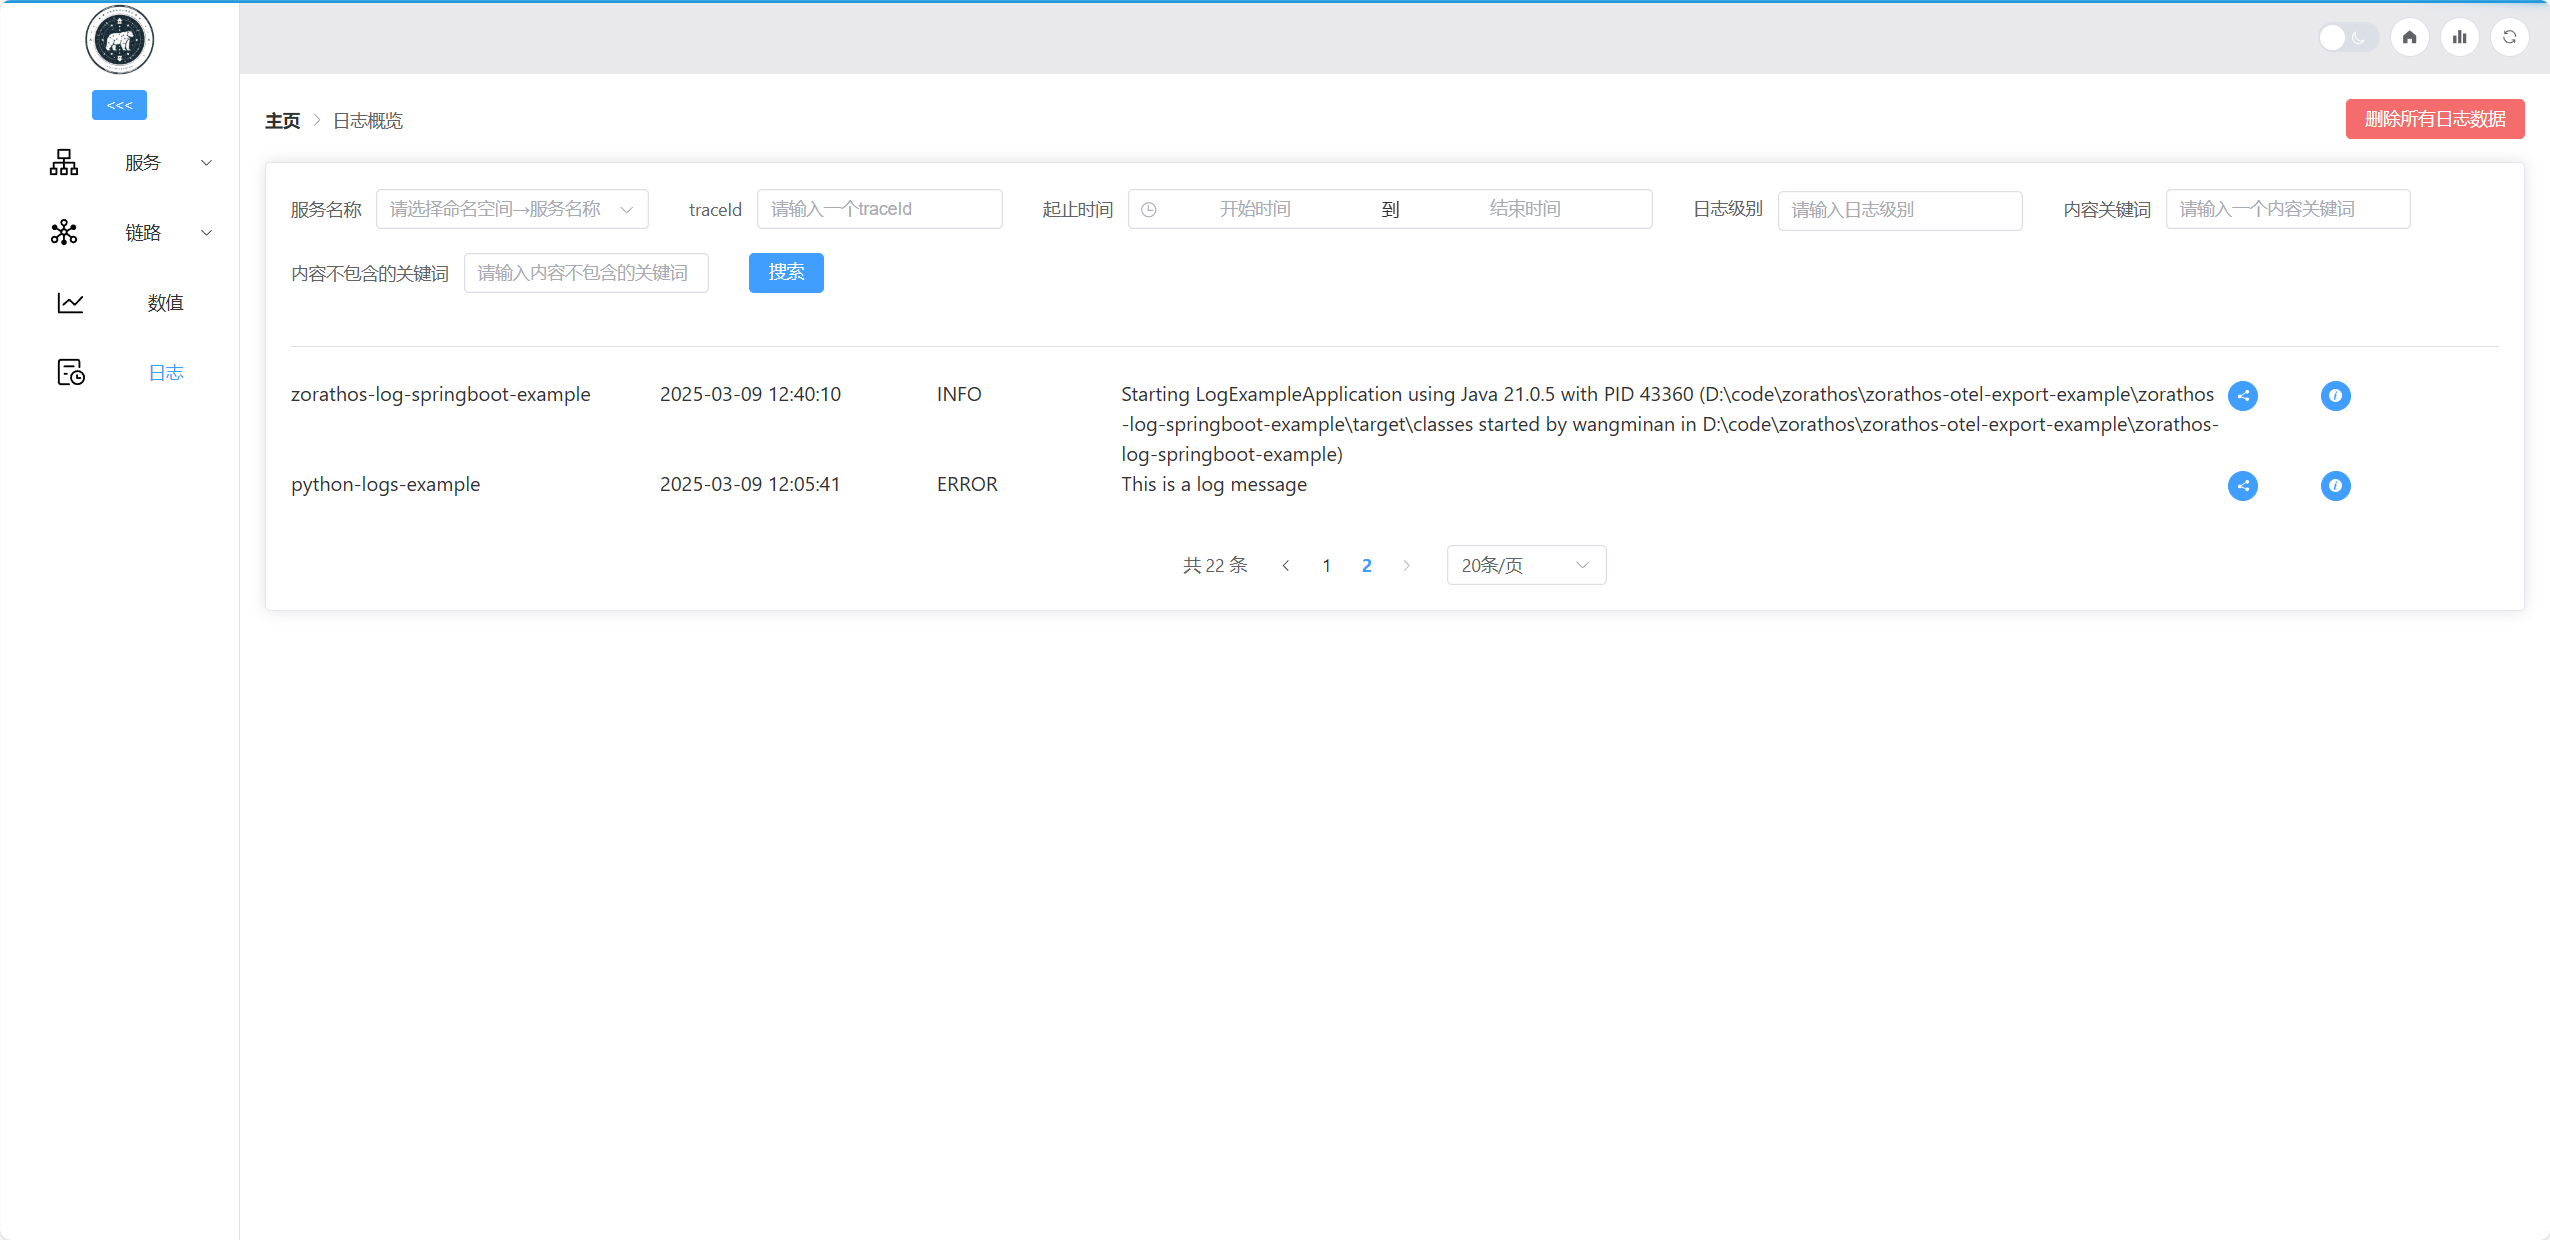 <<<
服务
链路
数值
日志
主页 > 日志概览
删除所有日志数据
服务名称 请选择命名空间→服务名称 traceId 请输入一个traceId 起止时间 开始时间 到 结束时间 日志级别 请输入日志级别 内容关键词 请输入一个内容关键词
内容不包含的关键词 请输入内容不包含的关键词 搜索
zorathos-log-springboot-example 2025-03-09 12:40:10 INFO Starting LogExampleApplication using Java 21.0.5 with PID 43360 (D:\code\zorathos\zorathos-otel-export-example\zorathos
-log-springboot-example\target\classes started by wangminan in D:\code\zorathos\zorathos-otel-export-example\zorathos-
log-springboot-example)
python-logs-example 2025-03-09 12:05:41 ERROR This is a log message
共 22 条 < 1 2 > 20条/页